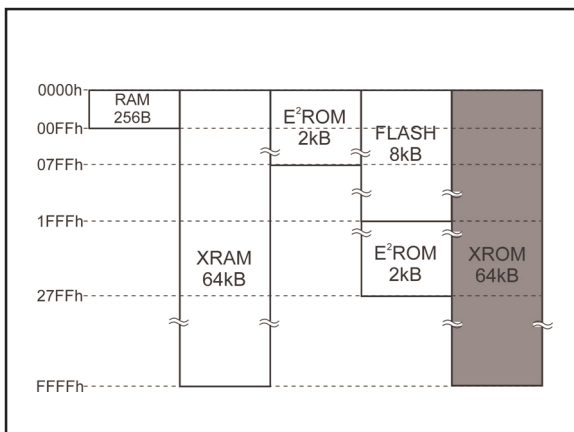 0000h
RAM
256B
00FFh
E²ROM
2kB
FLASH
8kB
07FFh
1FFFh
XRAM
64kB
E²ROM
2kB
XROM
64kB
27FFh
FFFFh